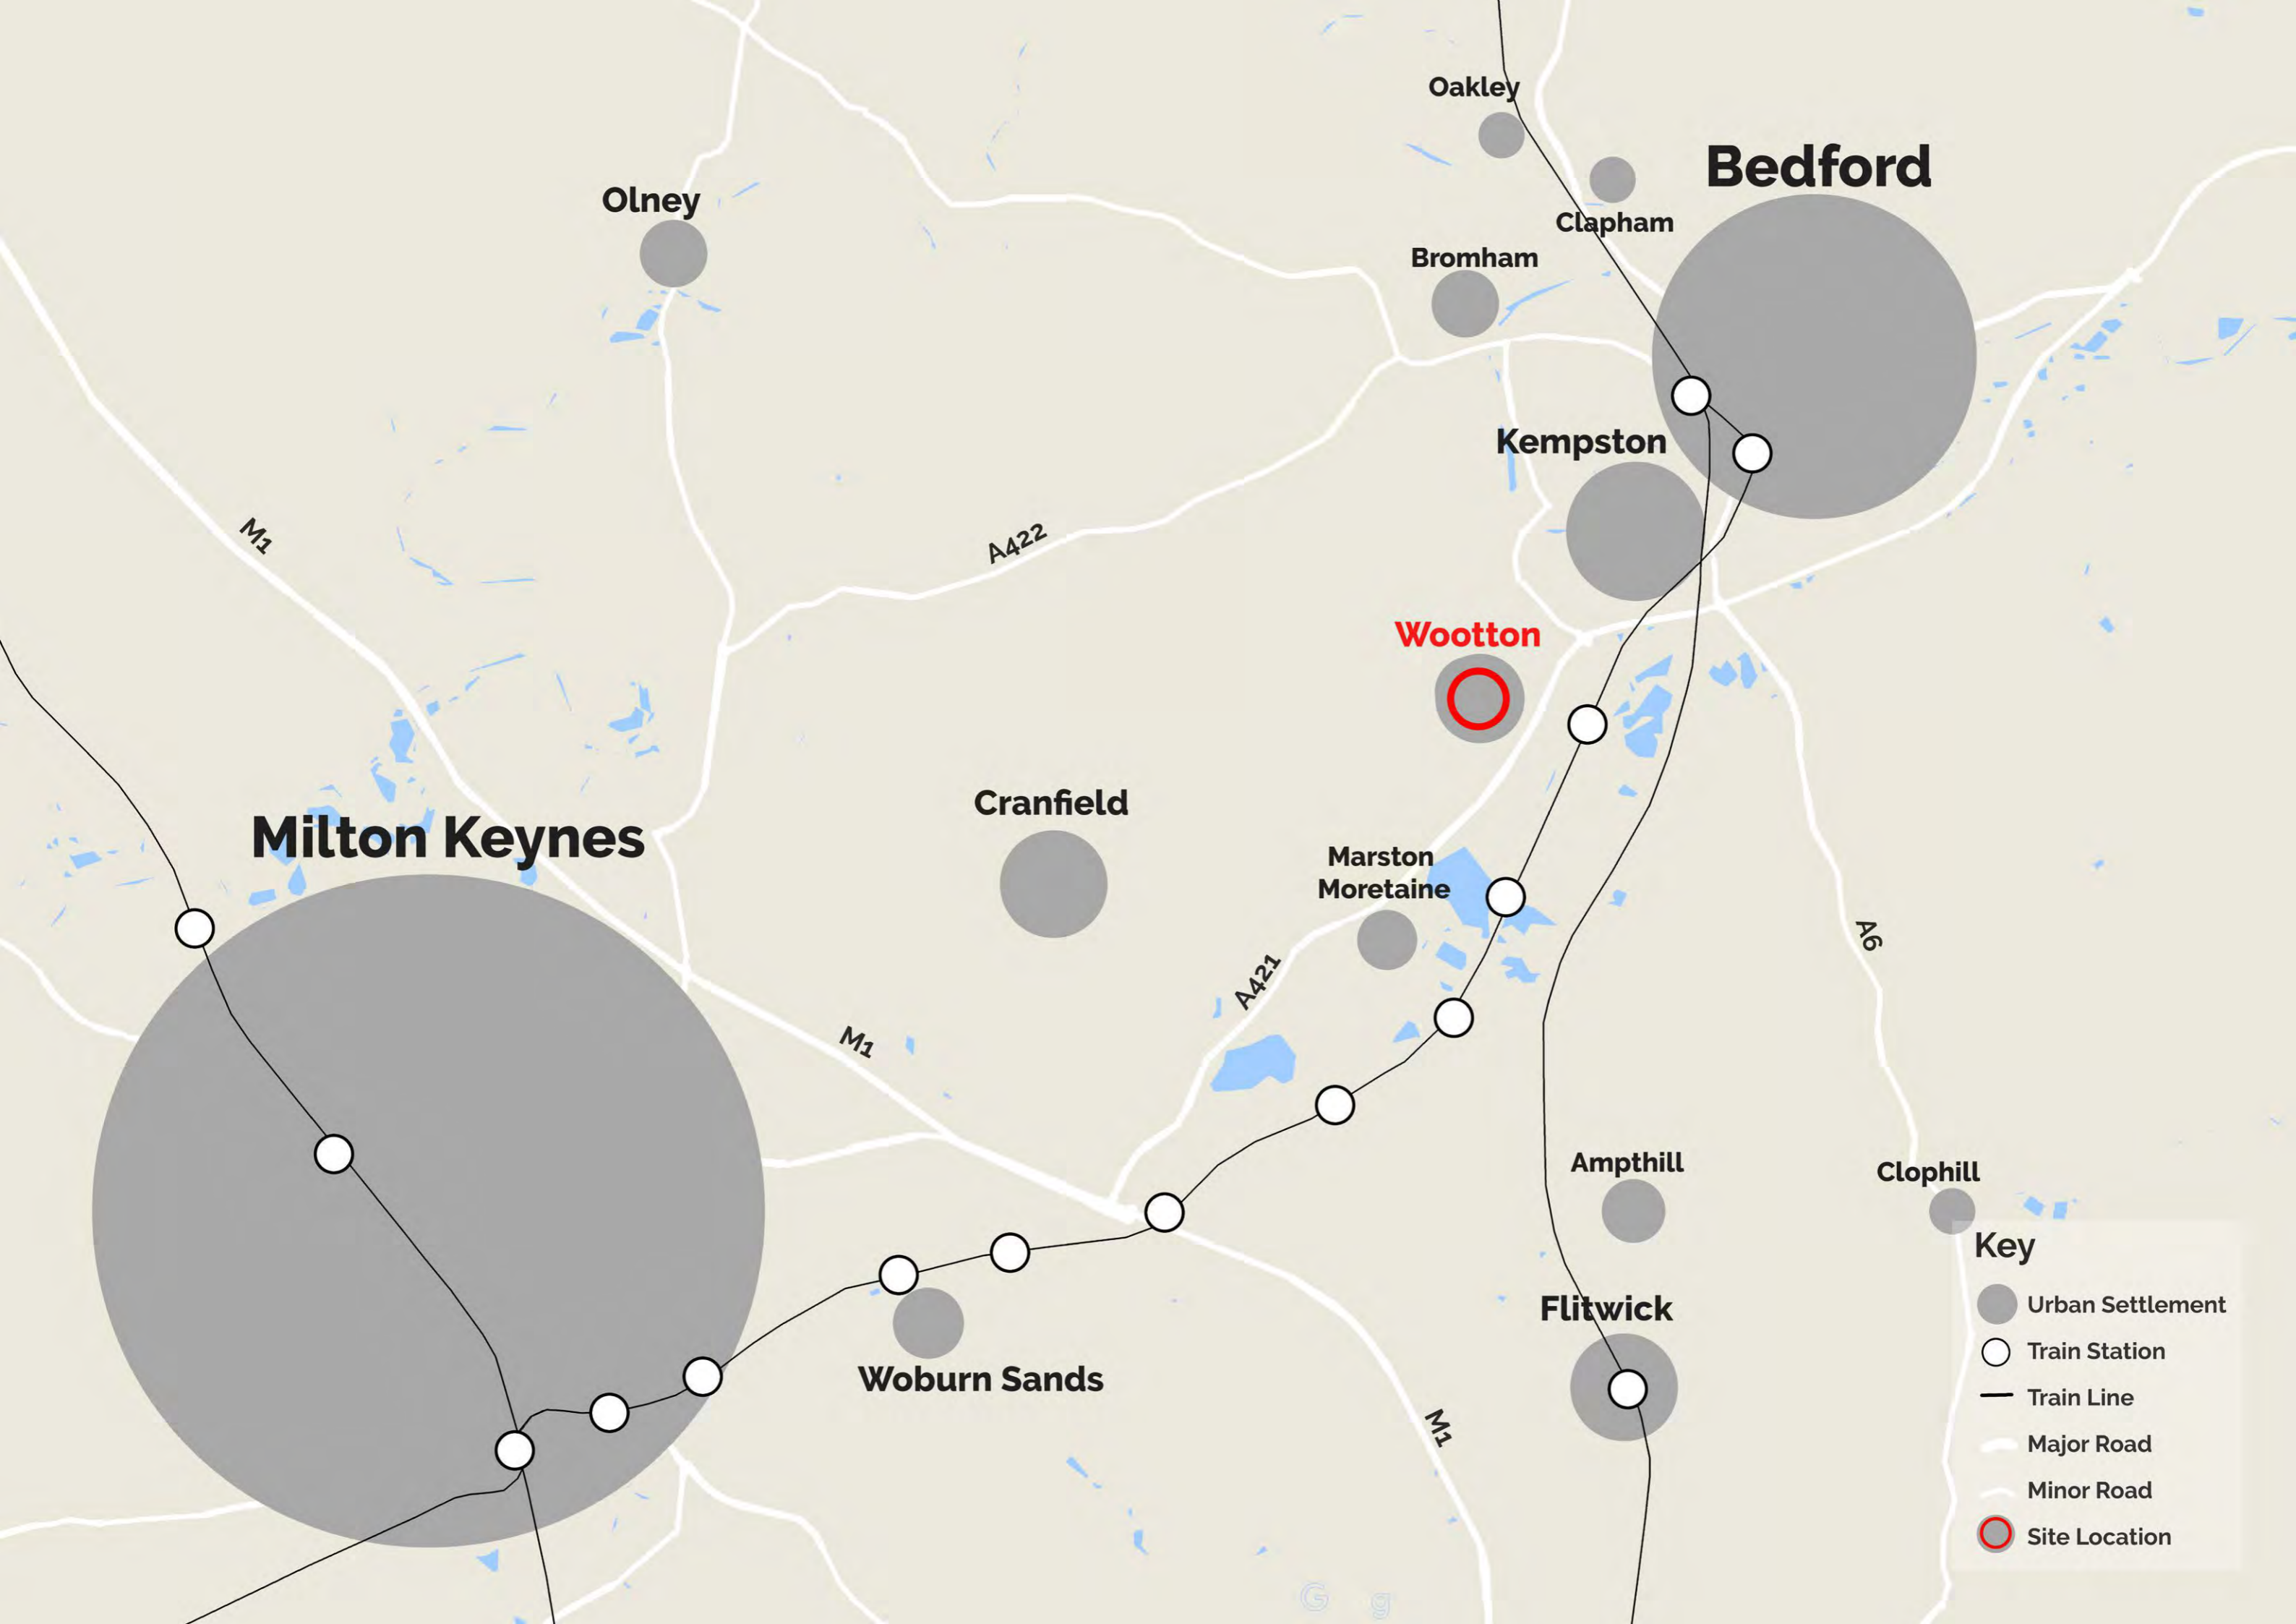 Oakley
Bedford
Olney
Clapham
Bromham
Kempston
M1
A422
Wootton
Cranfield
Milton Keynes
Marston
Moretaine
A6
A421
M1
Ampthill
Clophill
Key
Flitwick
Urban Settlement
Train Station
Woburn Sands
Train Line
M1
Major Road
Minor Road
Site Location
G g